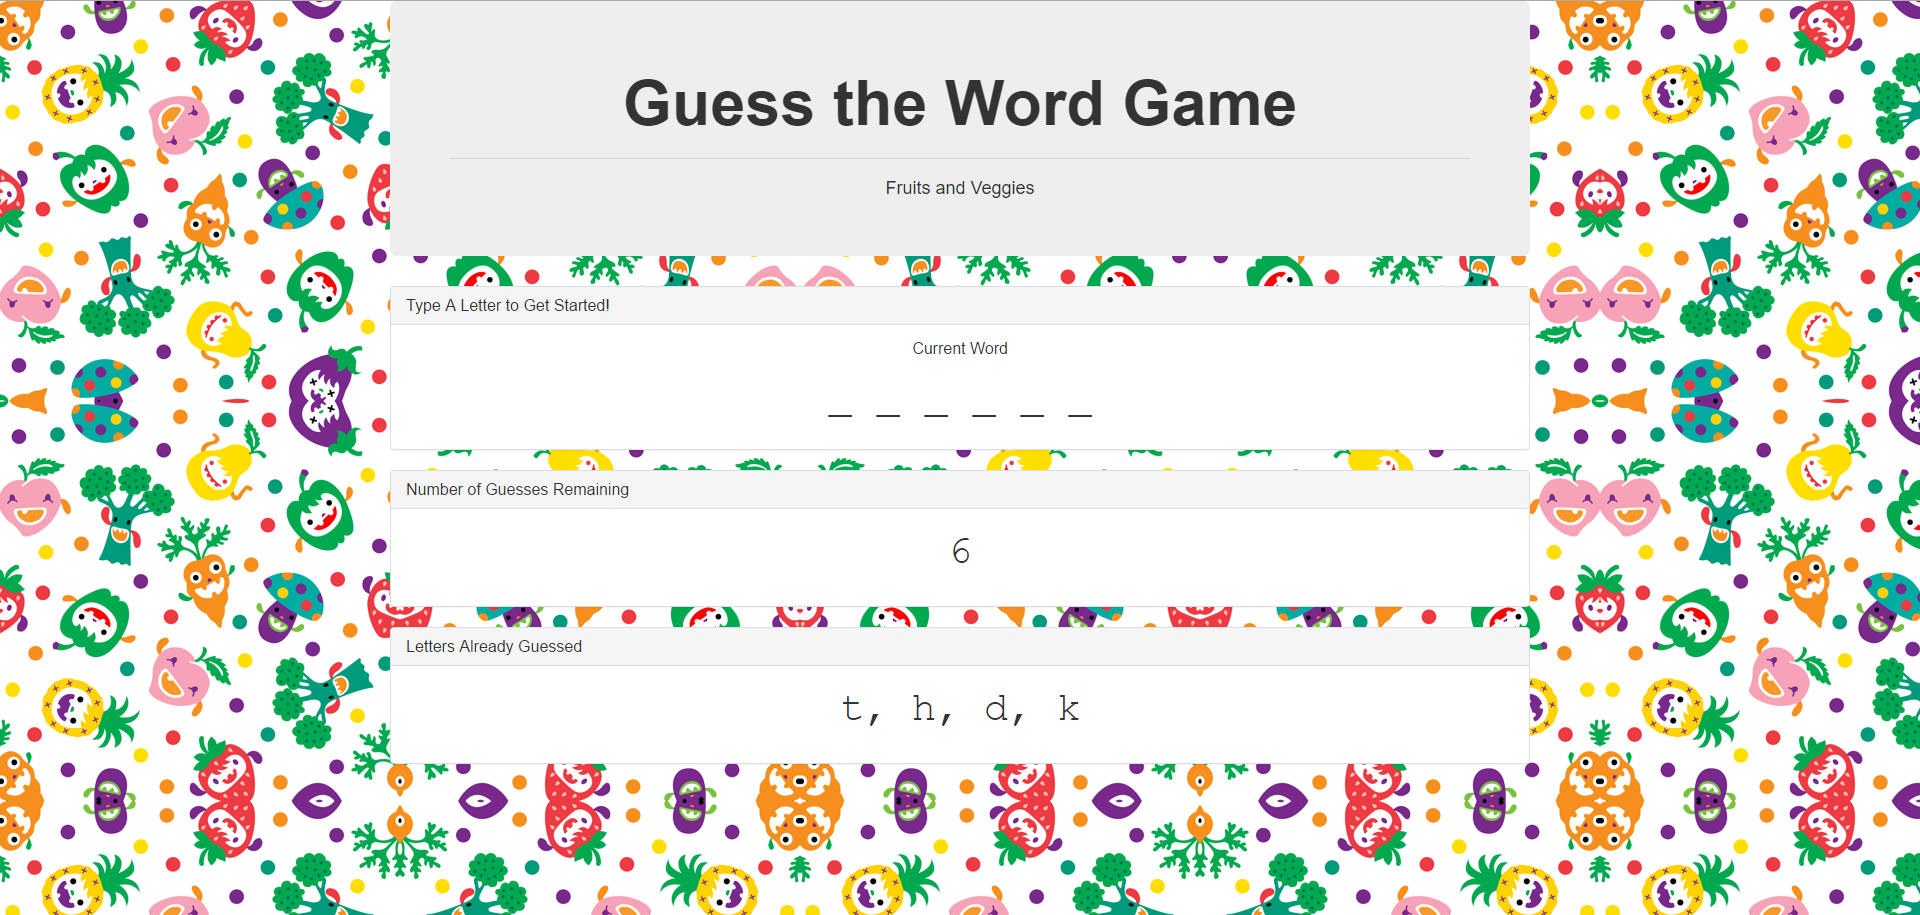 Guess the Word Game
Fruits and Veggies
Type A Letter to Get Started!
Current Word
_ _ _ _ _ _
Number of Guesses Remaining
6
Letters Already Guessed
t, h, d, k